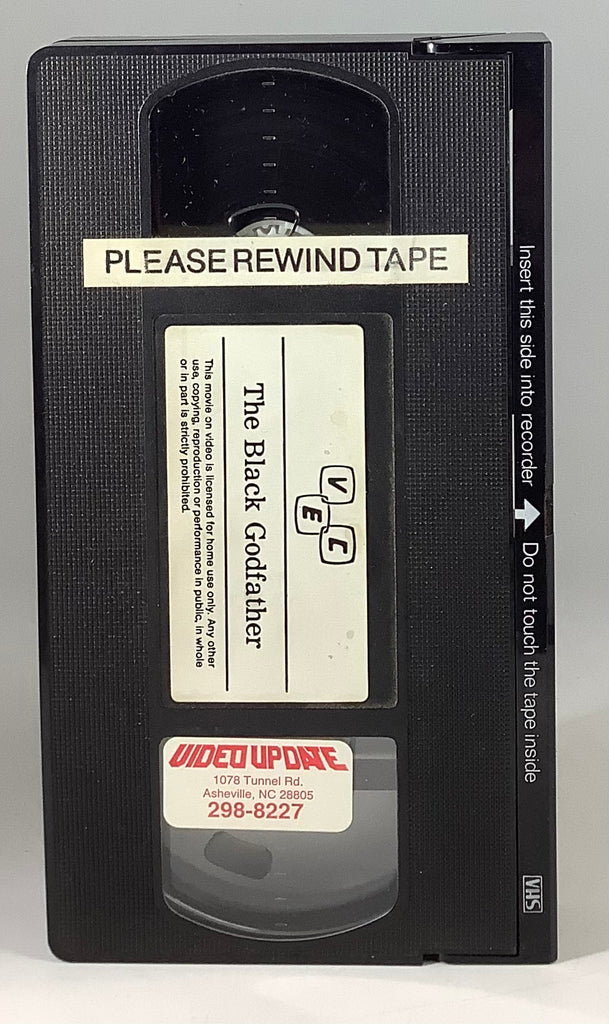 PLEASE REWIND TAPE
V
E
C
The Black Godfather
This movie on video is licensed for home use only. Any other
use, copying, reproduction or performance in public, in whole
or in part is strictly prohibited.
VIDEO UPDATE
1078 Tunnel Rd.
Asheville, NC 28805
298-8227
Insert this side into recorder Do not touch the tape inside
VHS